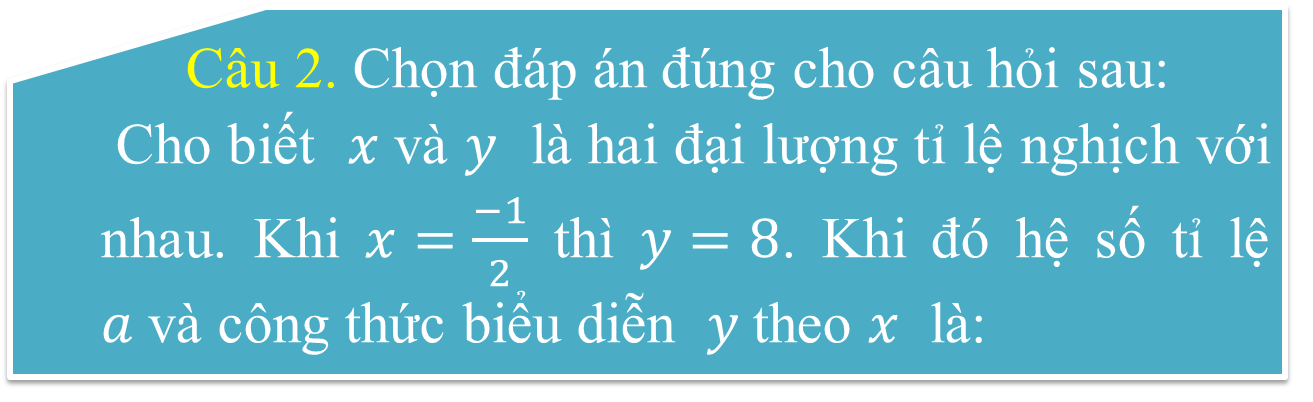 Câu 2. Chọn đáp án đúng cho câu hỏi sau:
Cho biết x và y là hai đại lượng tỉ lệ nghịch với
nhau. Khi x = −1/2 thì y = 8. Khi đó hệ số tỉ lệ
a và công thức biểu diễn y theo x là: